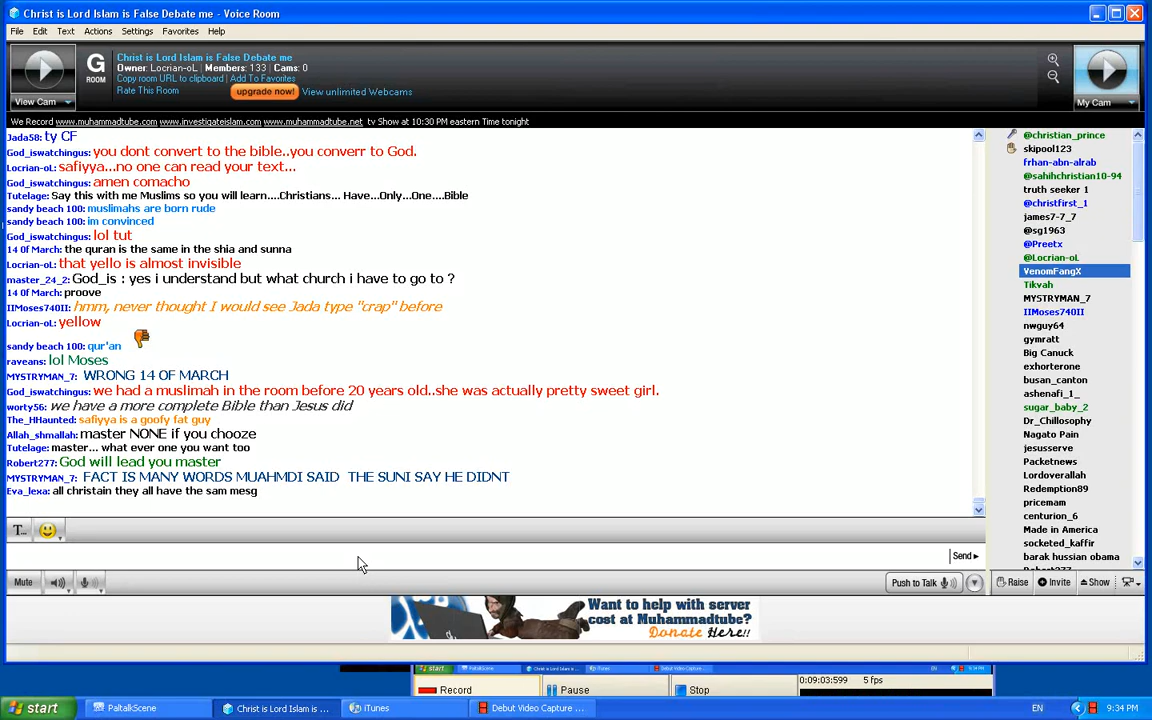 Christ is Lord Islam is False Debate me - Voice Room
File Edit Text Actions Settings Favorites Help
View Cam
G
ROOM
Christ is Lord Islam is False Debate me
Owner: Locrian-oL | Members: 133 | Cams: 0
Copy room URL to clipboard | Add To Favorites
Rate This Room upgrade now! View unlimited Webcams
My Cam
We Record www.muhammadtube.com www.investigateislam.com www.muhammadtube.net tv Show at 10:30 PM eastern Time tonight
Jada58: ty CF
God_iswatchingus: you dont convert to the bible..you converr to God.
Locrian-oL: safiyya...no one can read your text...
God_iswatchingus: amen comacho
Tutelage: Say this with me Muslims so you will learn....Christians... Have...Only...One....Bible
sandy beach 100: muslimahs are born rude
sandy beach 100: im convinced
God_iswatchingus: lol tut
14 Of March: the quran is the same in the shia and sunna
Locrian-oL: that yello is almost invisible
master_24_2: God_is : yes i understand but what church i have to go to ?
14 Of March: proove
IIMoses740II: hmm, never thought I would see Jada type "crap" before
Locrian-oL: yellow
sandy beach 100: qur'an
raveans: lol Moses
MYSTRYMAN_7: WRONG 14 OF MARCH
God_iswatchingus: we had a muslimah in the room before 20 years old..she was actually pretty sweet girl.
worty56: we have a more complete Bible than Jesus did
The_HHaunted: safiyya is a goofy fat guy
Allah_shmallah: master NONE if you chooze
Tutelage: master... what ever one you want too
Robert277: God will lead you master
MYSTRYMAN_7: FACT IS MANY WORDS MUAHMDI SAID THE SUNI SAY HE DIDNT
Eva_lexa: all christain they all have the sam mesg
@christian_prince
skipool123
frhan-abn-alrab
@sahihchristian10-94
truth seeker 1
@christfirst_1
james7-7_7
@sg1963
@Preetx
@Locrian-oL
VenomFangX
Tikvah
MYSTRYMAN_7
IIMoses740II
nwguy64
gymratt
Big Canuck
exhorterone
busan_canton
ashenafi_1_
sugar_baby_2
Dr_Chillosophy
Nagato Pain
jesusserve
Packetnews
Lordoverallah
Redemption89
pricemam
centurion_6
Made in America
socketed_kaffir
barak hussian obama
Robert277
T...
Send
Mute
Push to Talk
Raise Invite Show
Want to help with server
cost at Muhammadtube?
Donate Here!!
0:09:03:599 5 fps
Record Pause Stop
start PaltalkScene Christ is Lord Islam is ... iTunes Debut Video Capture ... EN 9:34 PM